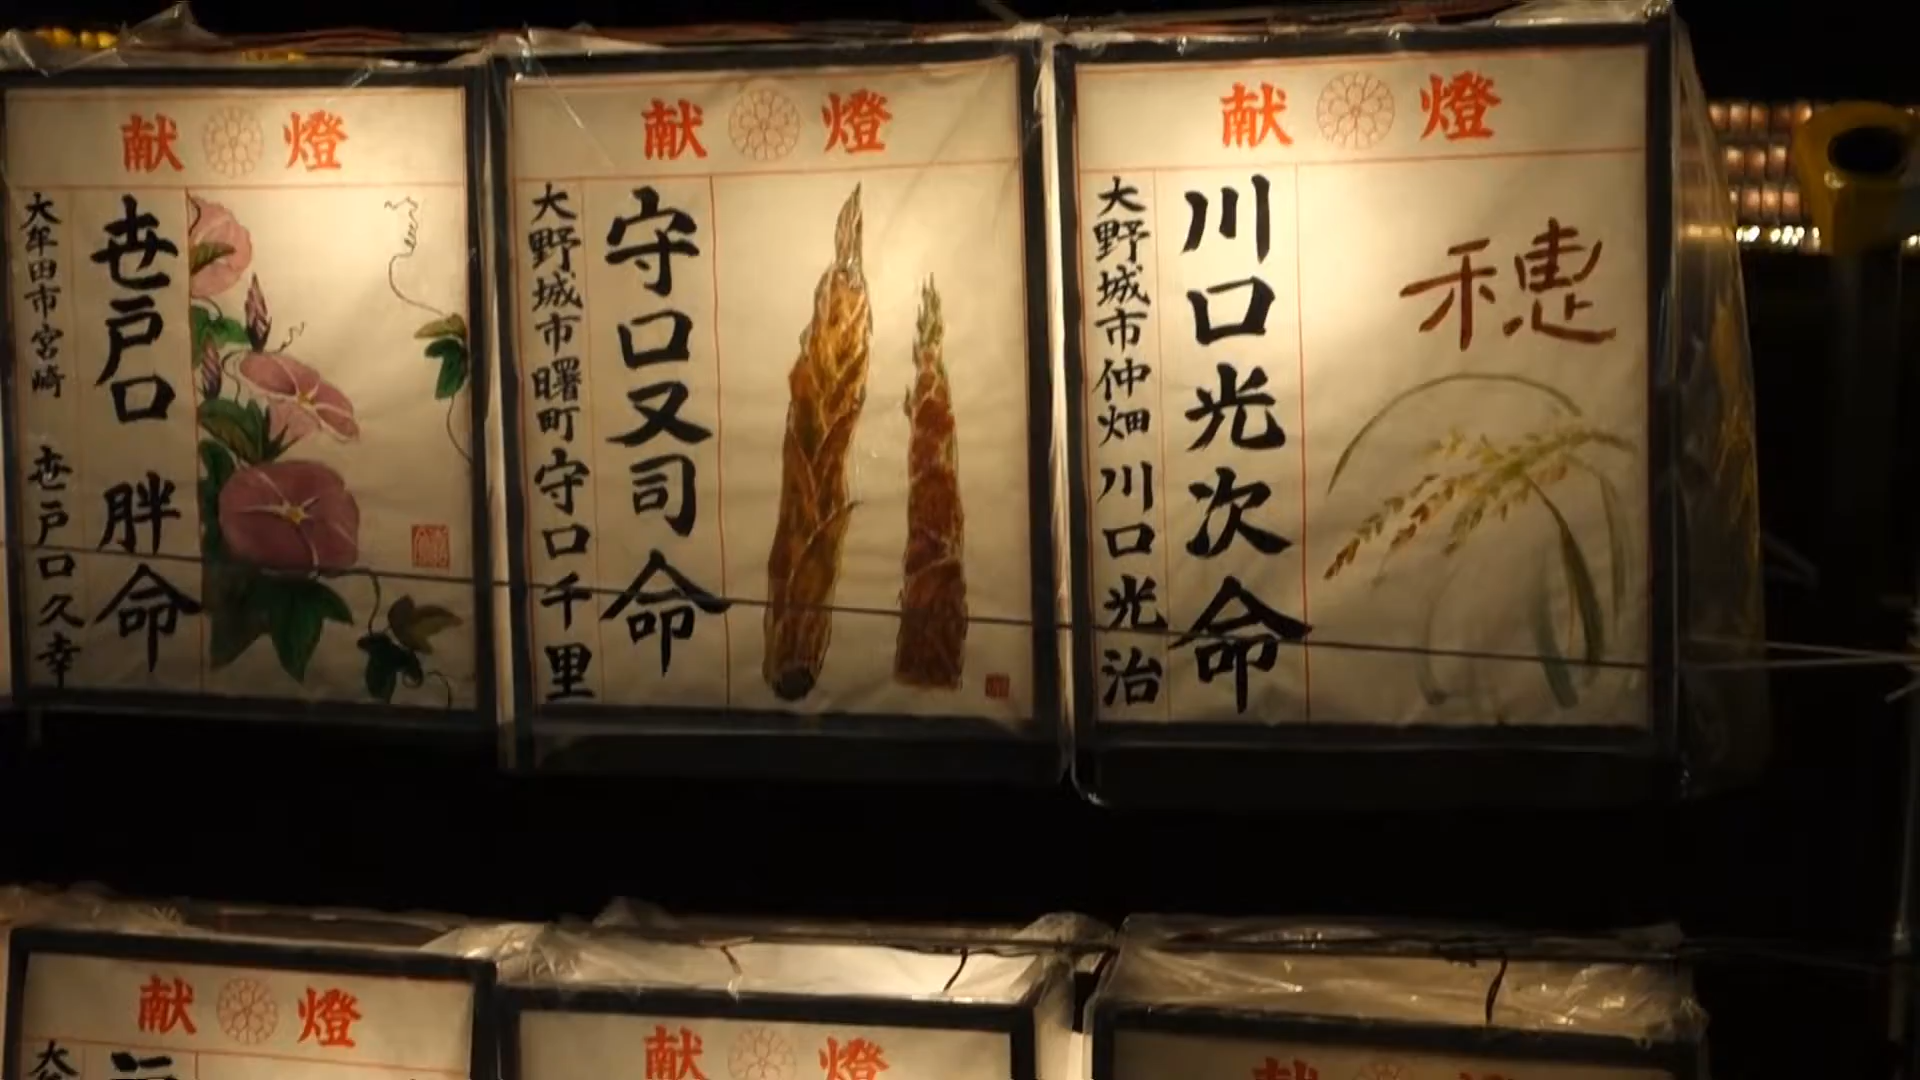 献燈
大野城市仲畑 川口光治
川口光次命
穂
献燈
大野城市曙町 守口千里
守口又司命
献燈
大牟田市宮崎 世戸口久幸
世戸口 胖命
献燈
献燈
献燈